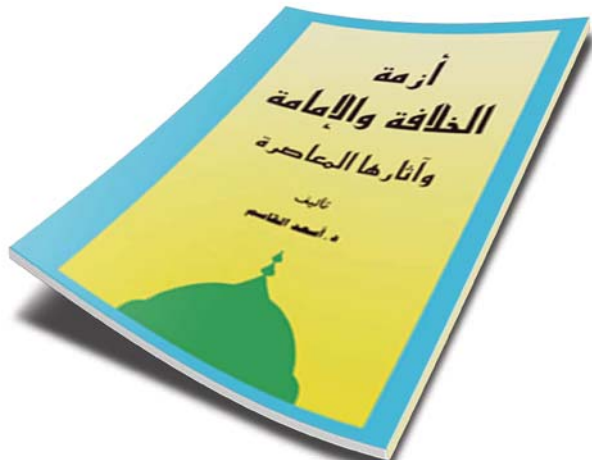 أزمة
الخلافة والإمامة
وآثارها المعاصرة
تأليف
د. أسعد القاسم